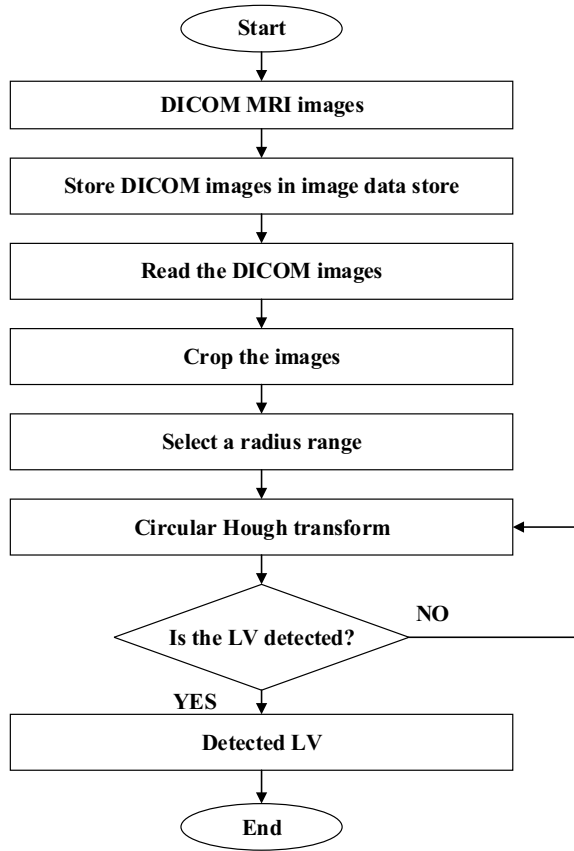 Start
DICOM MRI images
Store DICOM images in image data store
Read the DICOM images
Crop the images
Select a radius range
Circular Hough transform
Is the LV detected?
NO
YES
Detected LV
End